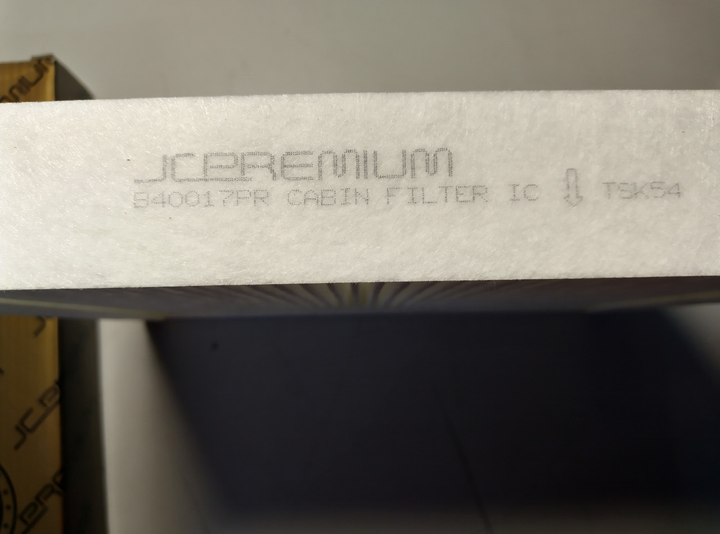 JCPREMIUM
B40017PR CABIN FILTER IC ⇩ TSK54